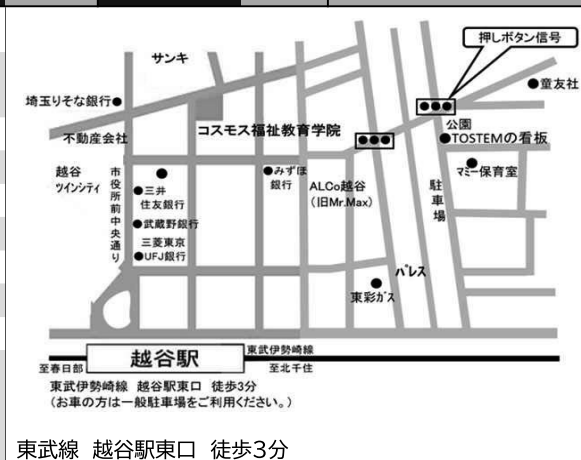 押しボタン信号
サンキ
童友社
埼玉りそな銀行
公園
コスモス福祉教育学院
不動産会社
TOSTEMの看板
越谷
ツインシティ
市役所前中央通り
みずほ
銀行
マミー保育室
三井
住友銀行
ALCo越谷
(旧Mr.Max)
駐車場
武蔵野銀行
三菱東京
UFJ銀行
パレス
東彩ガス
越谷駅
東武伊勢崎線
至春日部
至北千住
東武伊勢崎線 越谷駅東口 徒歩3分
(お車の方は一般駐車場をご利用ください。)
東武線 越谷駅東口 徒歩3分